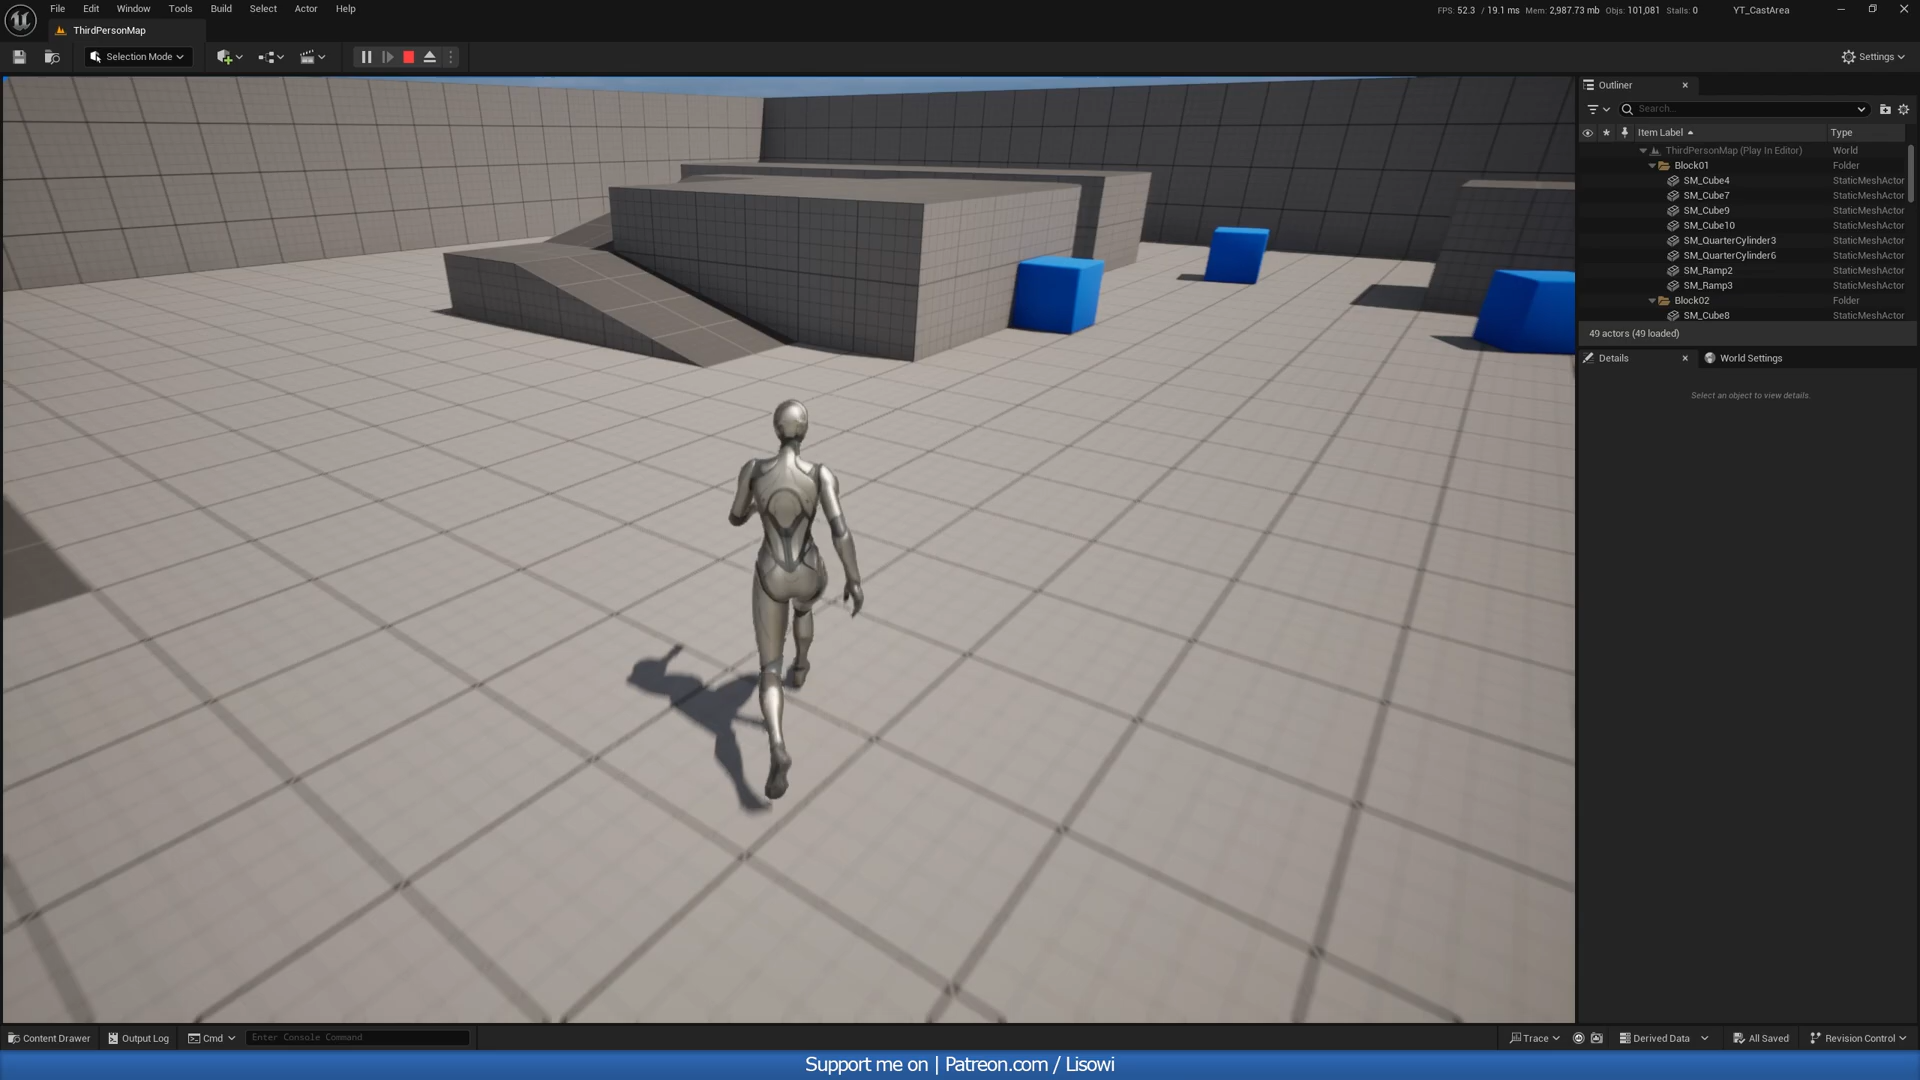 File Edit Window Tools Build Select Actor Help
FPS: 52.3 / 19.1 ms Mem: 2,987.73 mb Objs: 101,081 Stalls: 0 YT_CastArea
ThirdPersonMap
Selection Mode
Settings
Outliner
Search...
Item Label Type
ThirdPersonMap (Play In Editor) World
Block01 Folder
SM_Cube4 StaticMeshActor
SM_Cube7 StaticMeshActor
SM_Cube9 StaticMeshActor
SM_Cube10 StaticMeshActor
SM_QuarterCylinder3 StaticMeshActor
SM_QuarterCylinder6 StaticMeshActor
SM_Ramp2 StaticMeshActor
SM_Ramp3 StaticMeshActor
Block02 Folder
SM_Cube8 StaticMeshActor
49 actors (49 loaded)
Details World Settings
Select an object to view details.
Content Drawer Output Log Cmd Enter Console Command Trace Derived Data All Saved Revision Control
Support me on | Patreon.com / Lisowi